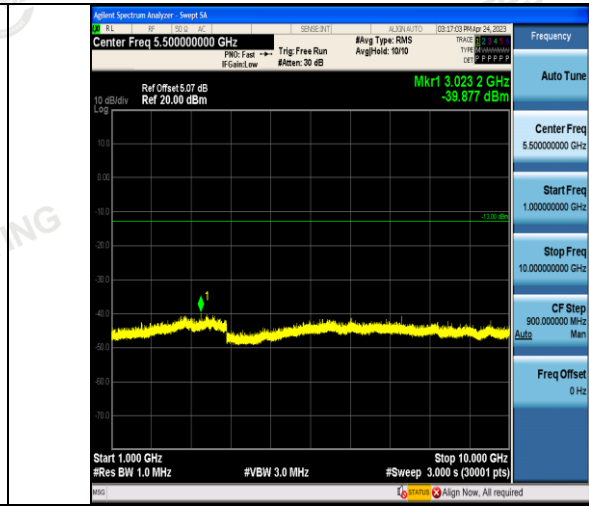 Agilent Spectrum Analyzer - Swept SA
RL RF 50 Ω AC SENSE:INT ALIGN AUTO 03:17:03 PM Apr 24, 2023
Center Freq 5.500000000 GHz
PNO: Fast
IFGain:Low
Trig: Free Run
#Atten: 30 dB
#Avg Type: RMS
Avg|Hold: 10/10
TRACE 1 2 3 4 5 6
TYPE
DET P P P P P P
Frequency
Mkr1 3.023 2 GHz
-39.877 dBm
Ref Offset 5.07 dB
10 dB/div Ref 20.00 dBm
Log
Auto Tune
10.0
0.00
-10.0
-13.00 dBm
-20.0
-30.0
-40.0
-50.0
-60.0
-70.0
1
Center Freq
5.500000000 GHz
Start Freq
1.000000000 GHz
Stop Freq
10.000000000 GHz
CF Step
900.000000 MHz
Auto Man
Freq Offset
0 Hz
Start 1.000 GHz Stop 10.000 GHz
#Res BW 1.0 MHz #VBW 3.0 MHz #Sweep 3.000 s (30001 pts)
MSG STATUS Align Now, All required
ING